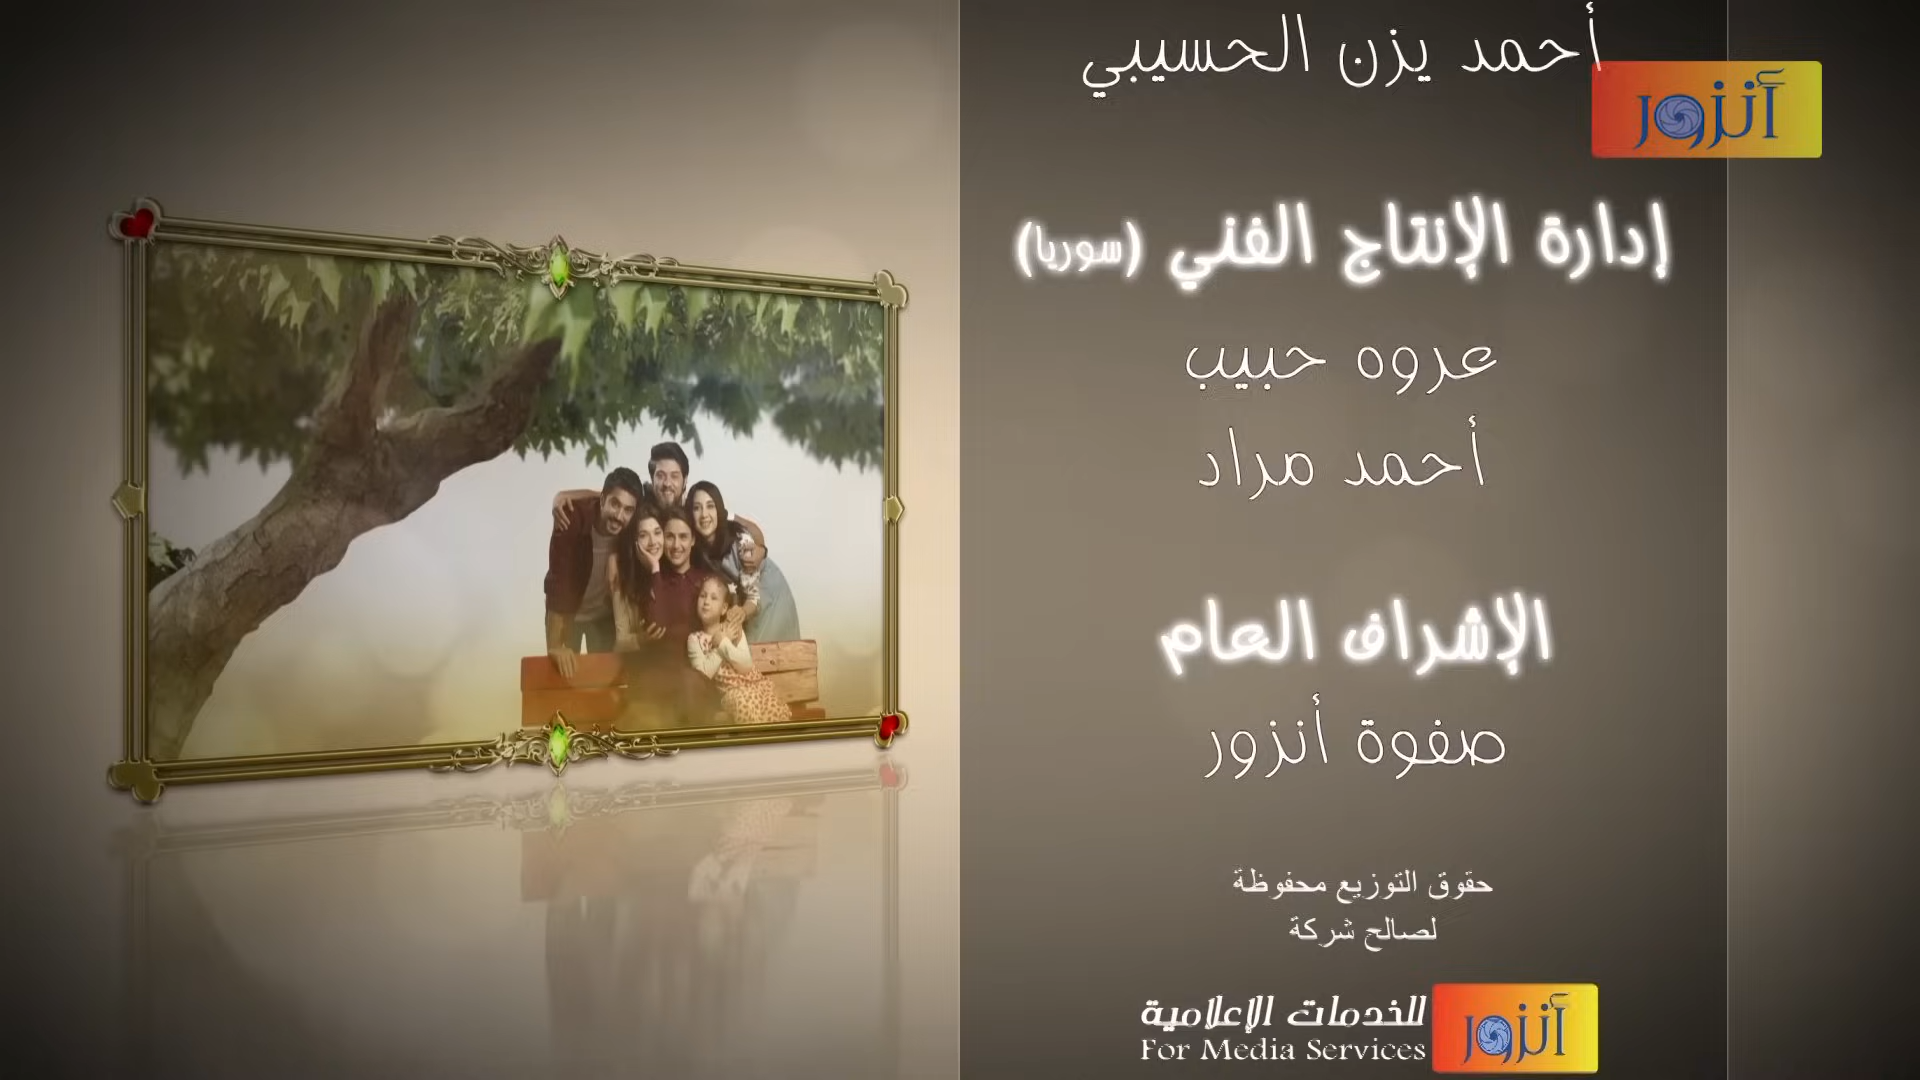 أحمد يزن الحسيبي
أنزور
إدارة الإنتاج الفني (سوريا)
عروه حبيب
أحمد مراد
الإشراف العام
صفوة أنزور
حقوق التوزيع محفوظة
لصالح شركة
أنزور للخدمات الإعلامية
For Media Services